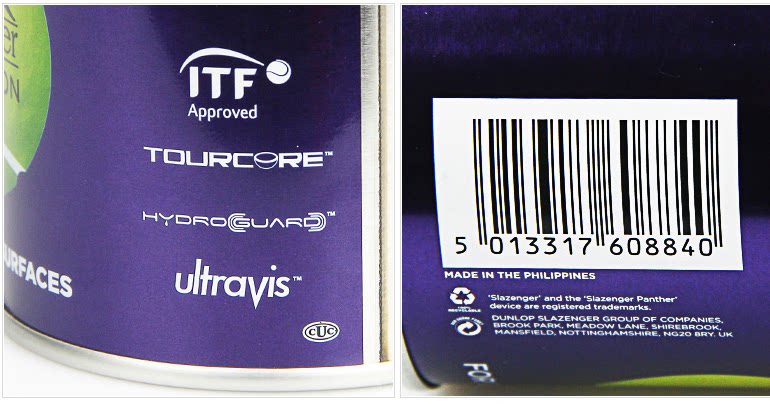 ITF
Approved
TOURCORE™
HYDROGUARD™
ultravis™
CUC
5 013317 608840
MADE IN THE PHILIPPINES
'Slazenger' and the 'Slazenger Panther'
device are registered trademarks.
DUNLOP SLAZENGER GROUP OF COMPANIES,
BROOK PARK, MEADOW LANE, SHIREBROOK,
MANSFIELD, NOTTINGHAMSHIRE, NG20 8RY. UK